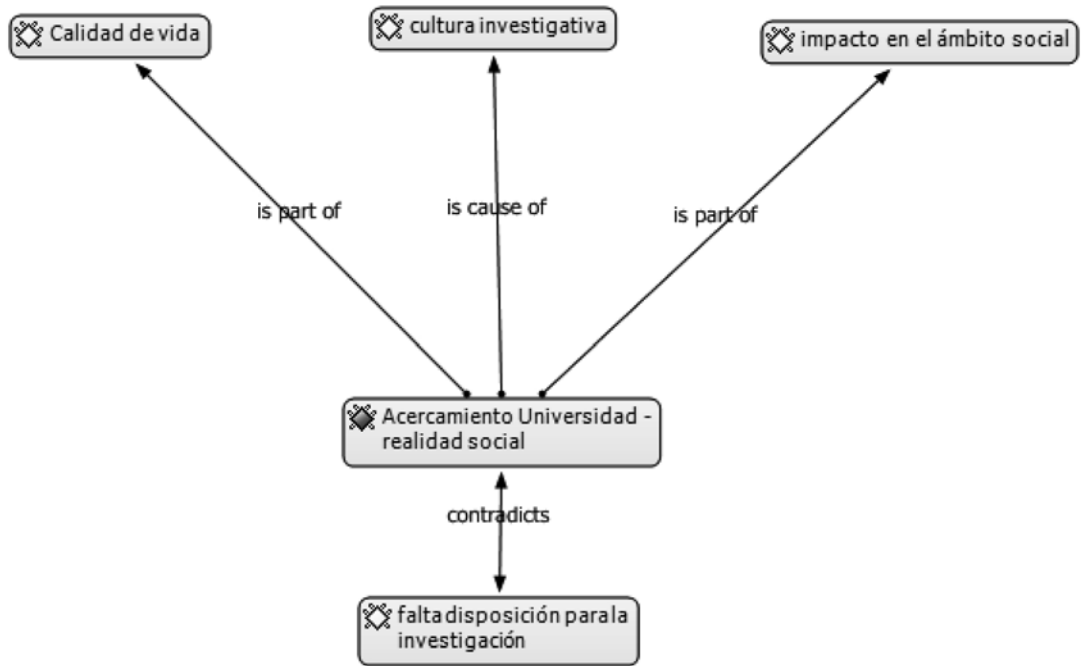 Calidad de vida
cultura investigativa
impacto en el ámbito social
is part of
is cause of
is part of
Acercamiento Universidad -
realidad social
contradicts
falta disposición para la
investigación